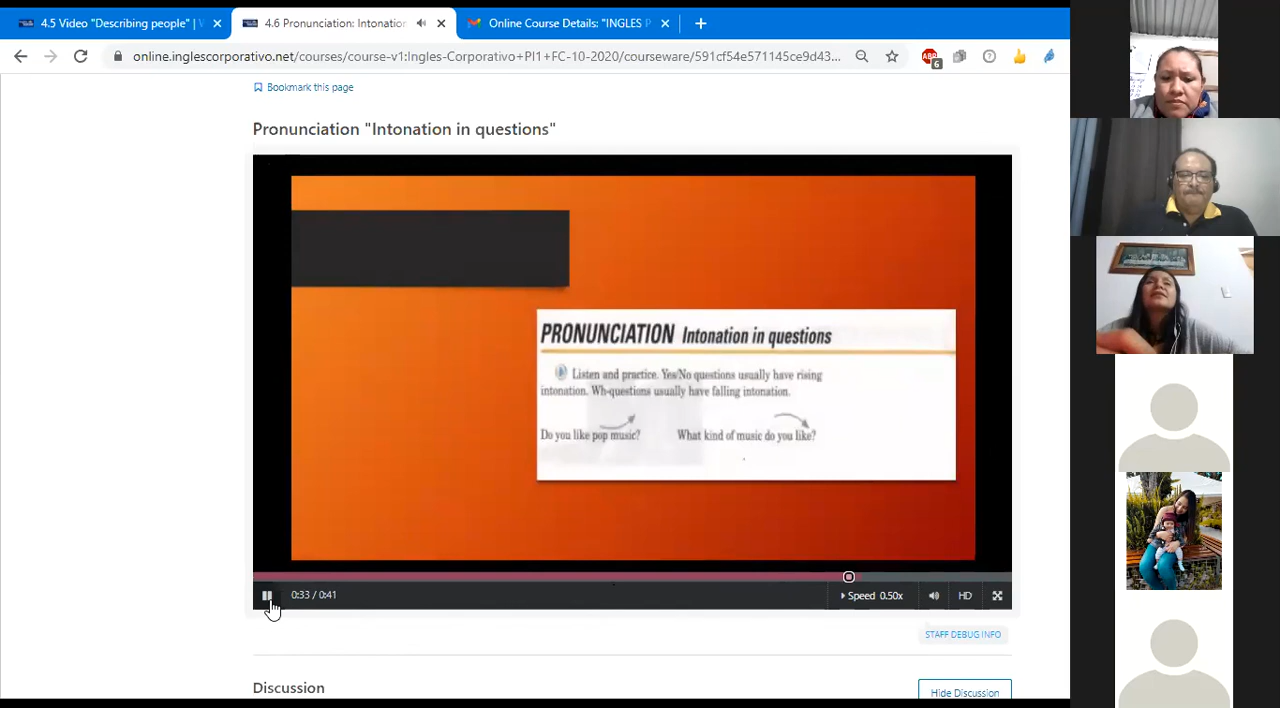 4.5 Video "Describing people" | V
4.6 Pronunciation: Intonation
Online Course Details: "INGLES P
online.inglescorporativo.net/courses/course-v1:Ingles-Corporativo+PI1+FC-10-2020/courseware/591cf54e571145ce9d43...
ABP
6
Bookmark this page
Pronunciation "Intonation in questions"
PRONUNCIATION Intonation in questions
Listen and practice. Yes/No questions usually have rising
intonation. Wh-questions usually have falling intonation.
Do you like pop music? What kind of music do you like?
0:33 / 0:41
Speed 0.50x
HD
STAFF DEBUG INFO
Discussion
Hide Discussion